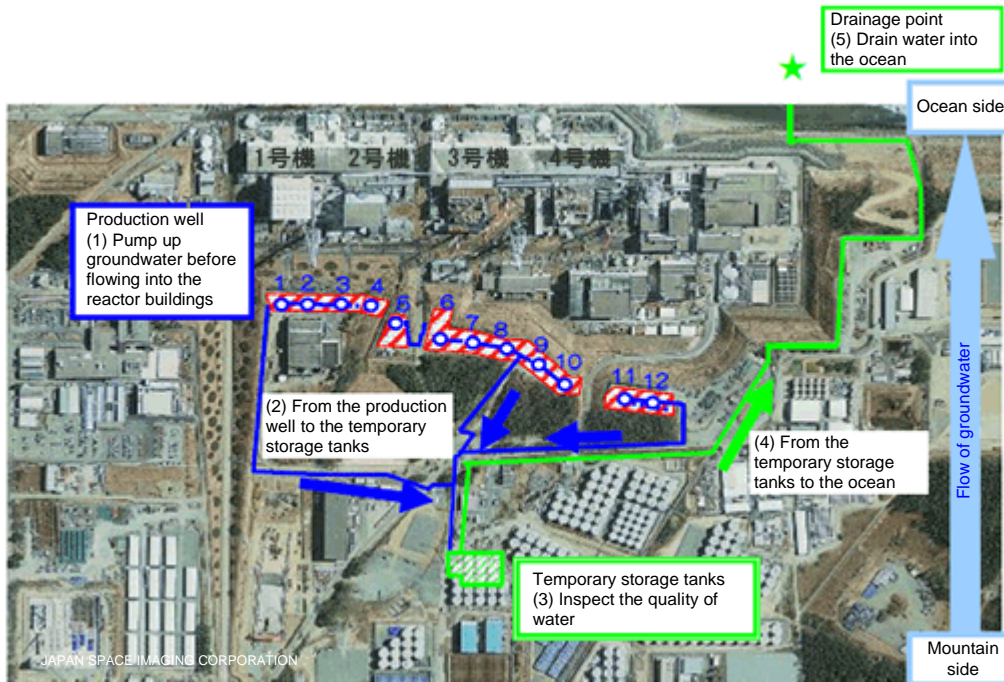 Drainage point
(5) Drain water into
the ocean
Ocean side
1号機 2号機 3号機 4号機
Production well
(1) Pump up
groundwater before
flowing into the
reactor buildings
1 2 3 4
5 6
7 8
9
10
11 12
(2) From the production
well to the temporary
storage tanks
(4) From the
temporary storage
tanks to the ocean
Flow of groundwater
Temporary storage tanks
(3) Inspect the quality of
water
Mountain
side
JAPAN SPACE IMAGING CORPORATION